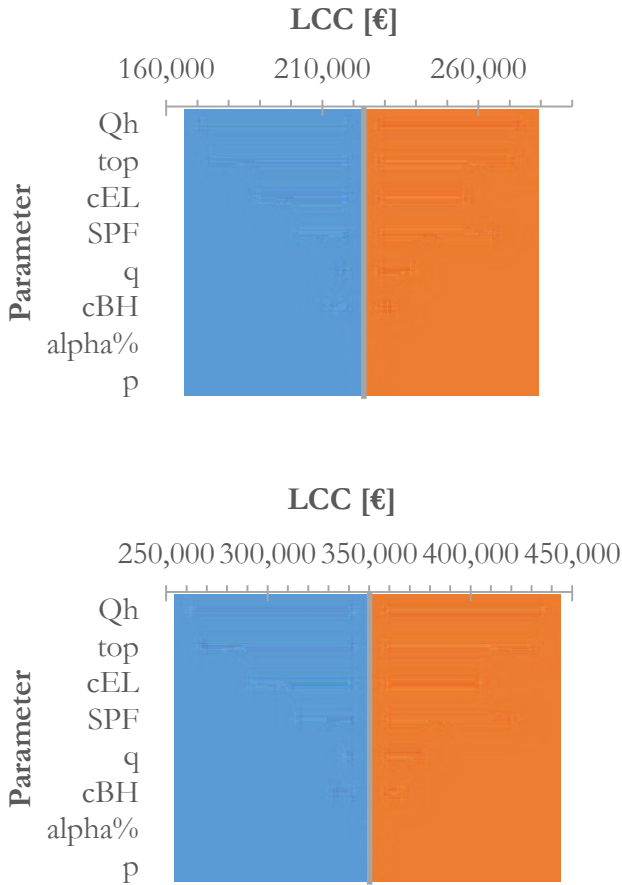 LCC [€]
160,000 210,000 260,000
Parameter
Qh
top
cEL
SPF
q
cBH
alpha%
p
LCC [€]
250,000 300,000 350,000 400,000 450,000
Parameter
Qh
top
cEL
SPF
q
cBH
alpha%
p